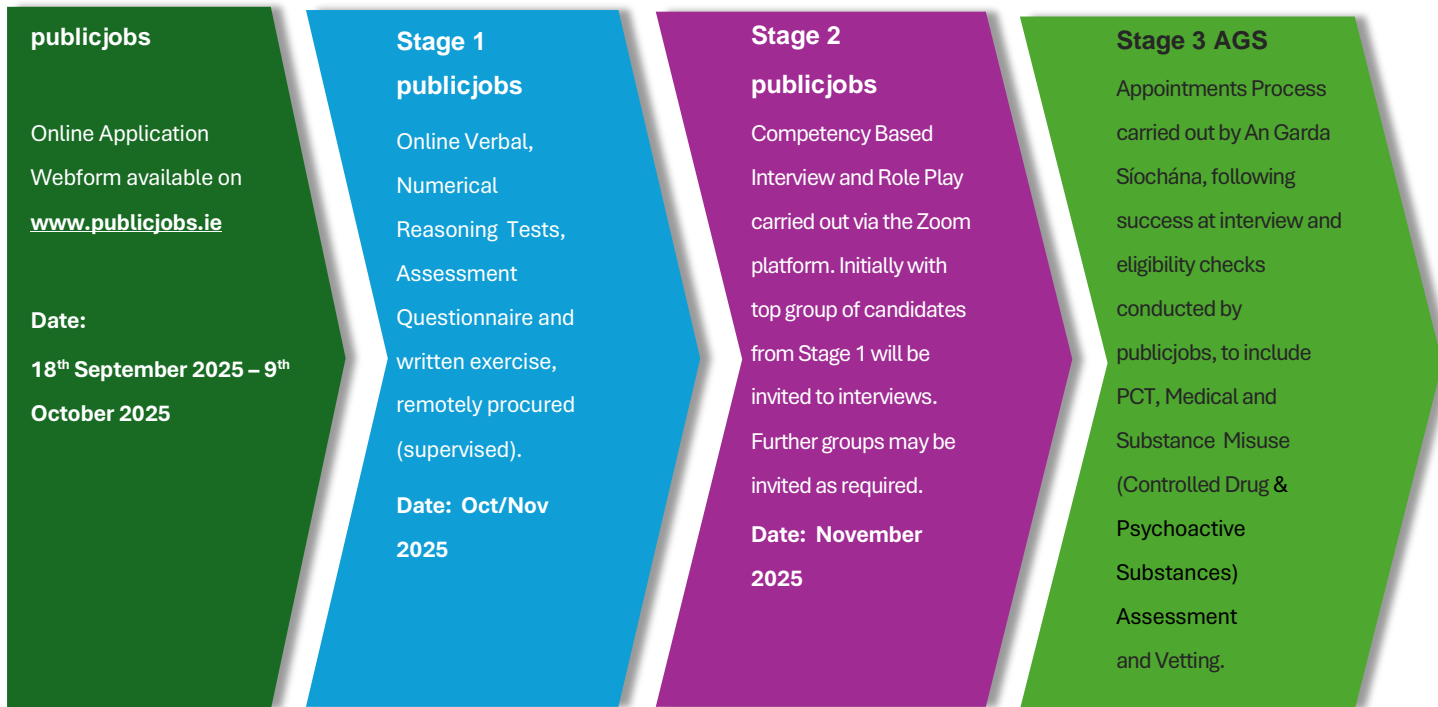 publicjobs
Online Application
Webform available on
www.publicjobs.ie
Date:
18th September 2025 – 9th
October 2025
Stage 1
publicjobs
Online Verbal,
Numerical
Reasoning Tests,
Assessment
Questionnaire and
written exercise,
remotely procured
(supervised).
Date: Oct/Nov
2025
Stage 2
publicjobs
Competency Based
Interview and Role Play
carried out via the Zoom
platform. Initially with
top group of candidates
from Stage 1 will be
invited to interviews.
Further groups may be
invited as required.
Date: November
2025
Stage 3 AGS
Appointments Process
carried out by An Garda
Síochána, following
success at interview and
eligibility checks
conducted by
publicjobs, to include
PCT, Medical and
Substance Misuse
(Controlled Drug &
Psychoactive
Substances)
Assessment
and Vetting.